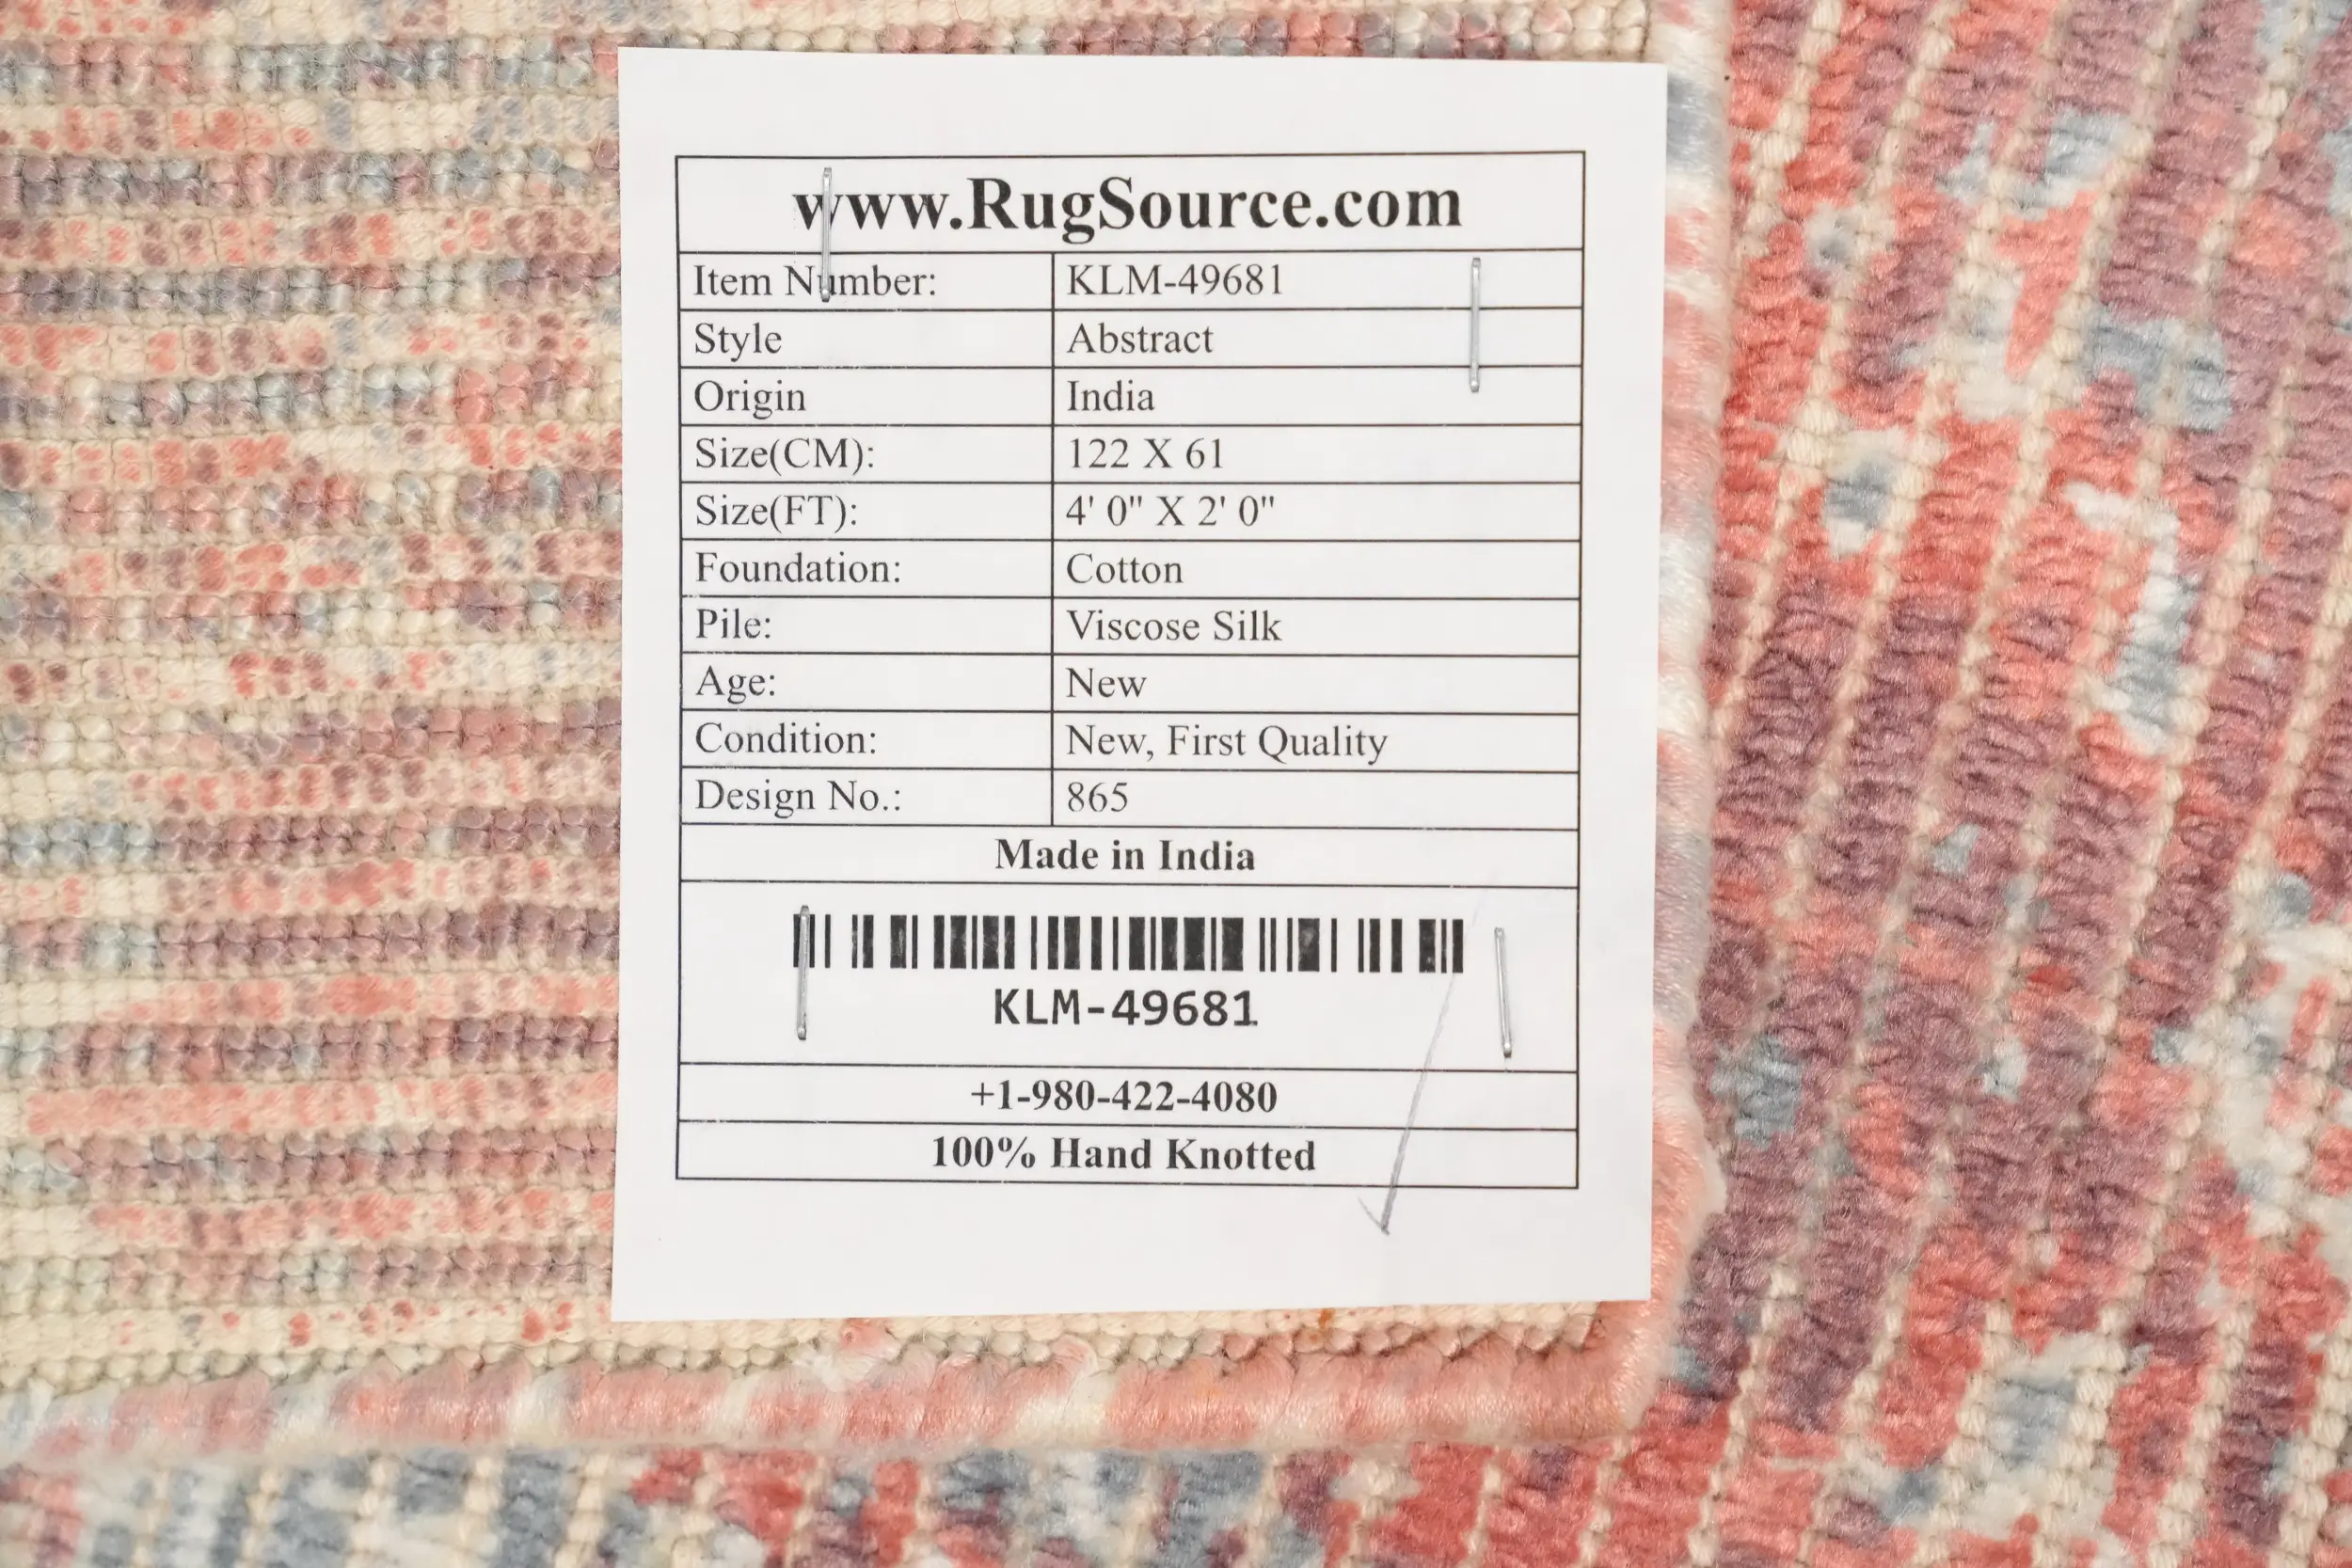 www.RugSource.com
Item Number: KLM-49681
Style Abstract
Origin India
Size(CM): 122 X 61
Size(FT): 4' 0" X 2' 0"
Foundation: Cotton
Pile: Viscose Silk
Age: New
Condition: New, First Quality
Design No.: 865
Made in India
KLM-49681
+1-980-422-4080
100% Hand Knotted